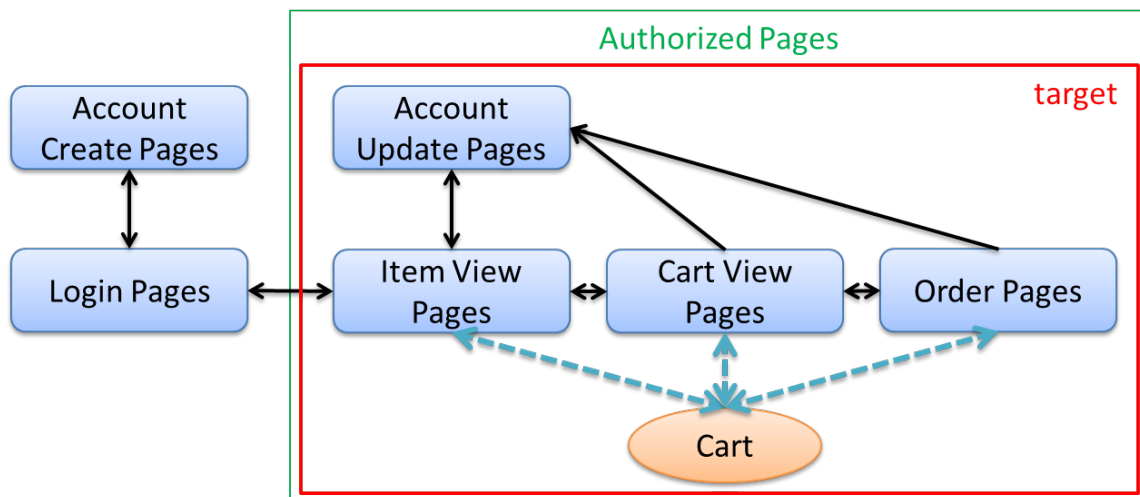 Authorized Pages
target
Account
Create Pages
Account
Update Pages
Login Pages
Item View
Pages
Cart View
Pages
Order Pages
Cart